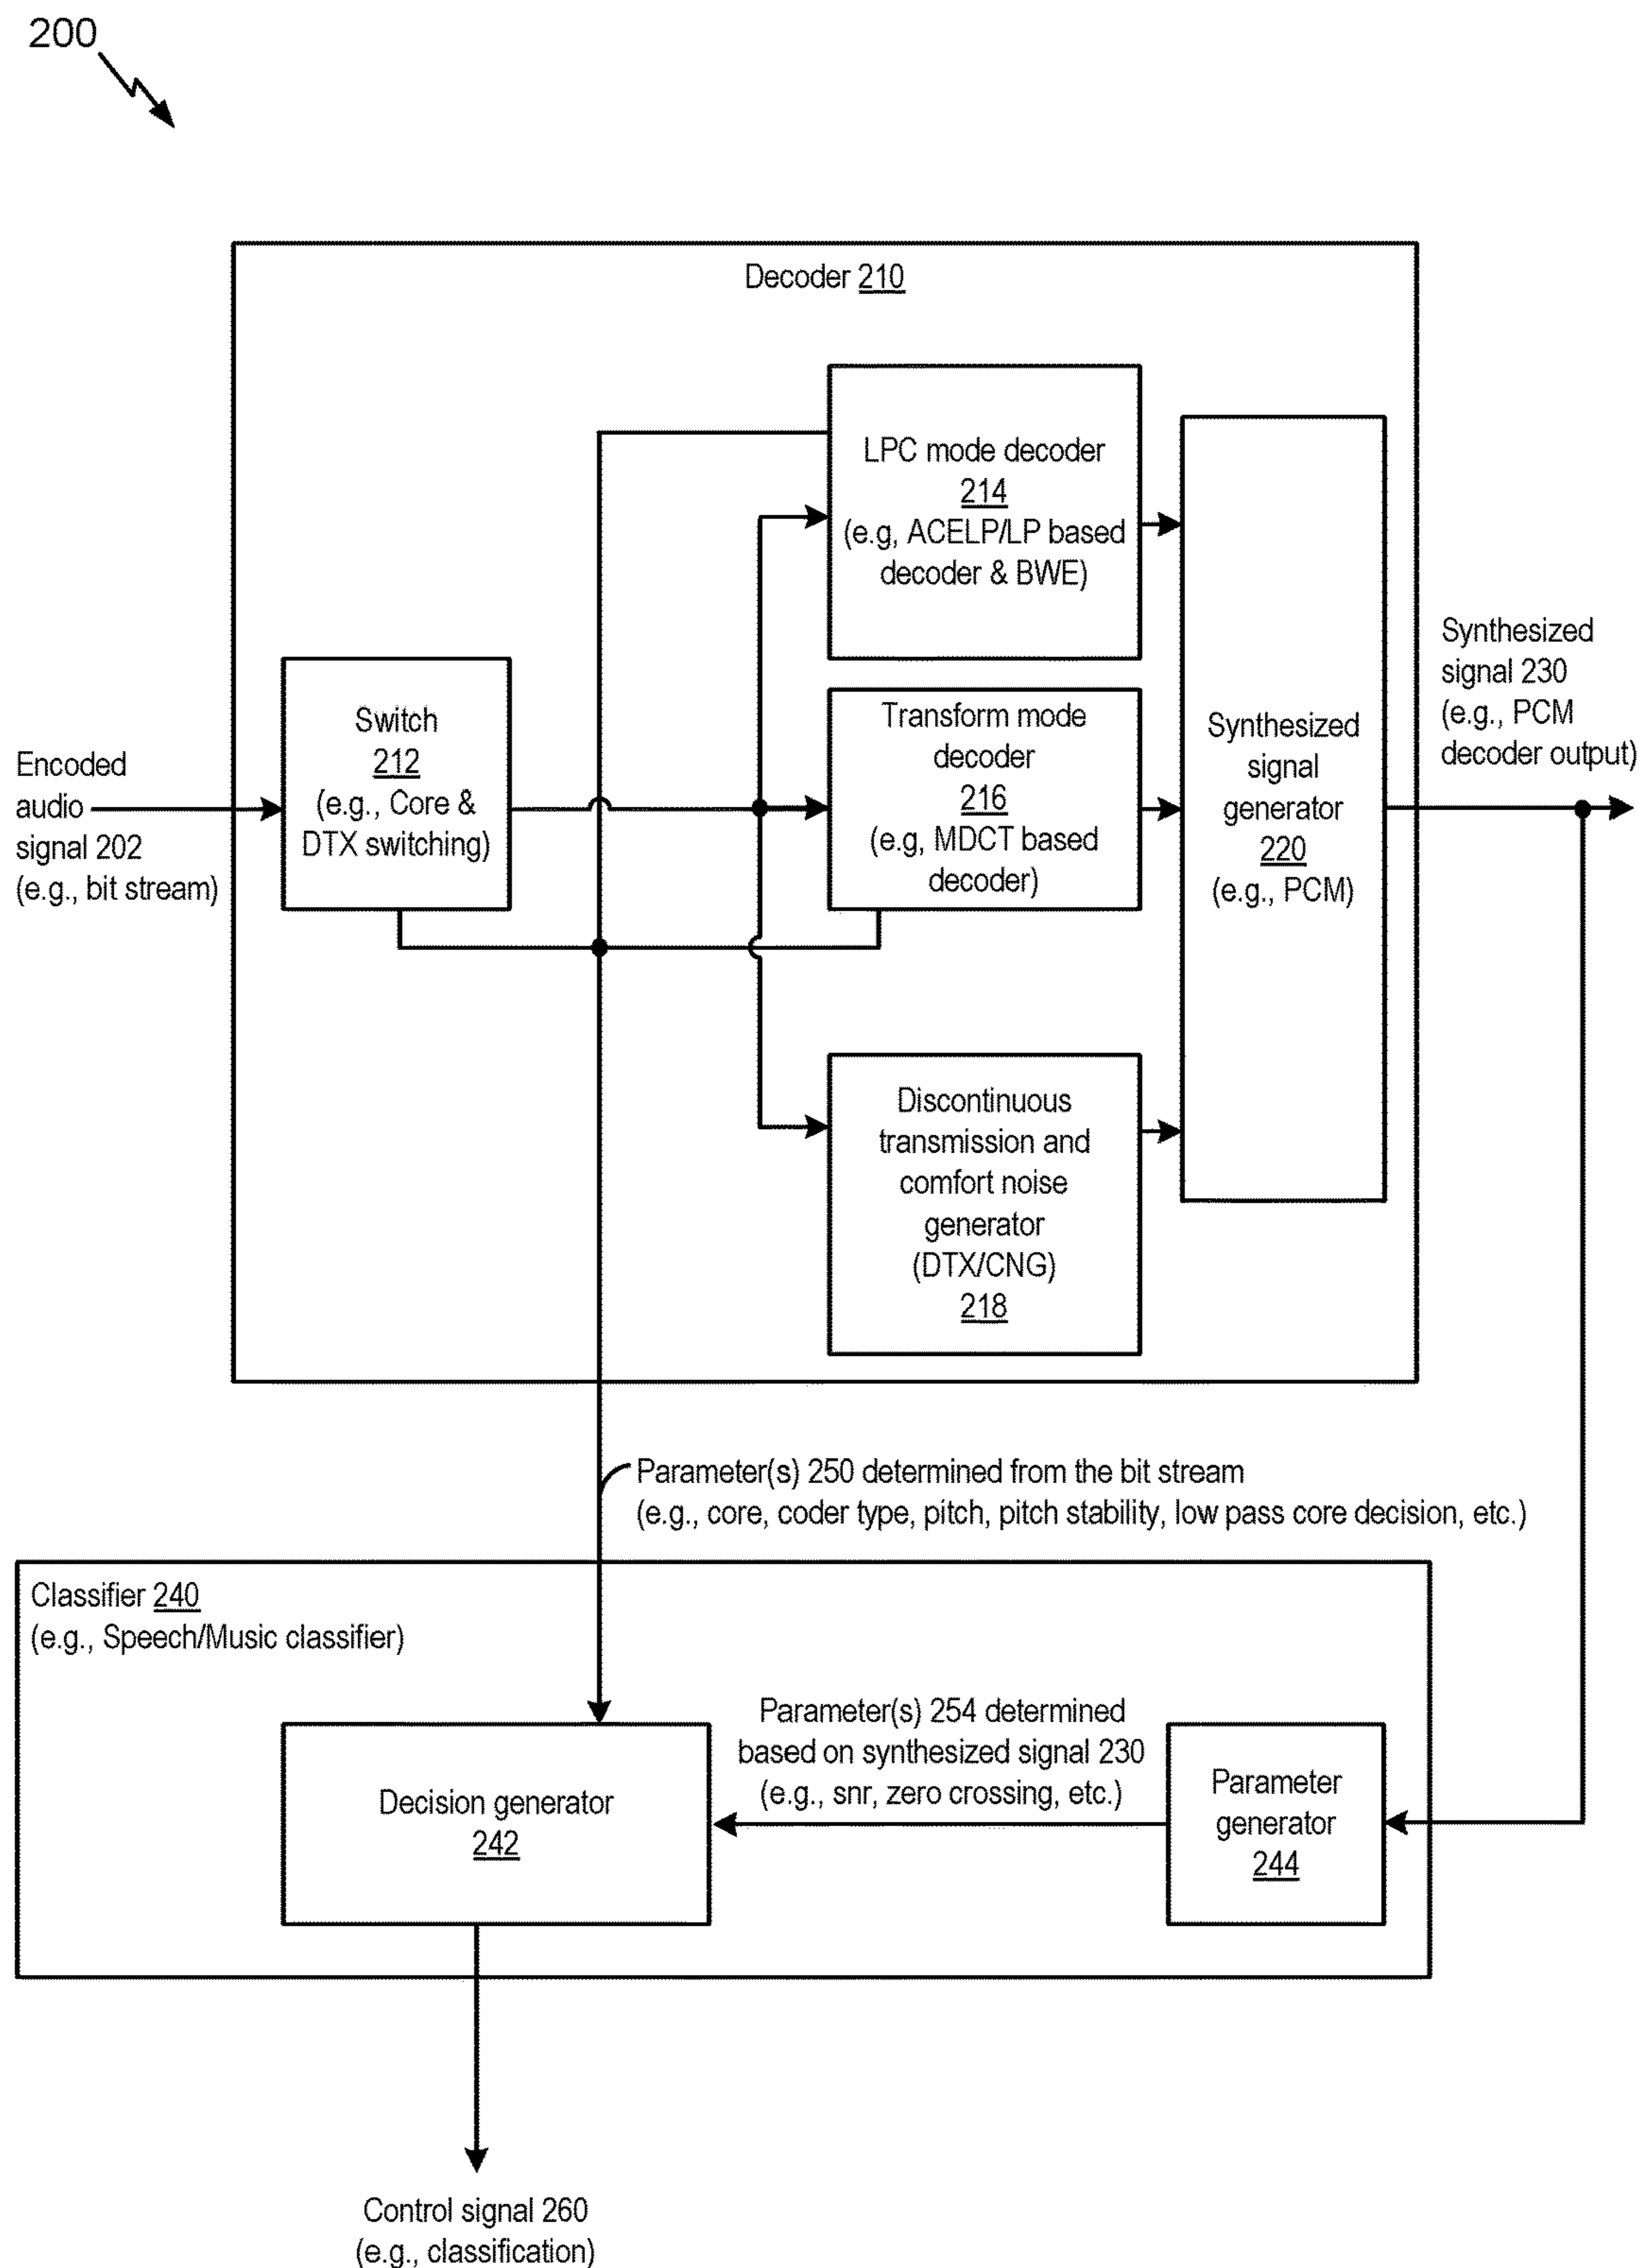 200
Decoder 210
LPC mode decoder
214
(e.g, ACELP/LP based
decoder & BWE)
Switch
212
(e.g., Core &
DTX switching)
Transform mode
decoder
216
(e.g, MDCT based
decoder)
Synthesized
signal
generator
220
(e.g., PCM)
Synthesized
signal 230
(e.g., PCM
decoder output)
Encoded
audio
signal 202
(e.g., bit stream)
Discontinuous
transmission and
comfort noise
generator
(DTX/CNG)
218
Parameter(s) 250 determined from the bit stream
(e.g., core, coder type, pitch, pitch stability, low pass core decision, etc.)
Classifier 240
(e.g., Speech/Music classifier)
Parameter(s) 254 determined
based on synthesized signal 230
(e.g., snr, zero crossing, etc.)
Decision generator
242
Parameter
generator
244
Control signal 260
(e.g., classification)